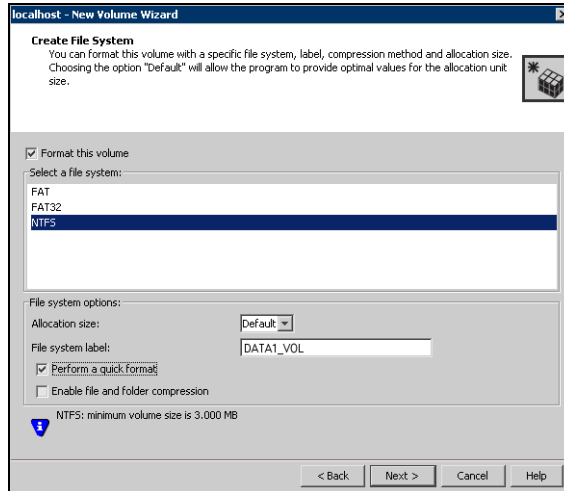 localhost - New Volume Wizard
Create File System
You can format this volume with a specific file system, label, compression method and allocation size.
Choosing the option "Default" will allow the program to provide optimal values for the allocation unit
size.
Format this volume
Select a file system:
FAT
FAT32
NTFS
File system options:
Allocation size:
Default
File system label:
DATA1_VOL
Perform a quick format
Enable file and folder compression
NTFS: minimum volume size is 3.000 MB
< Back
Next >
Cancel
Help